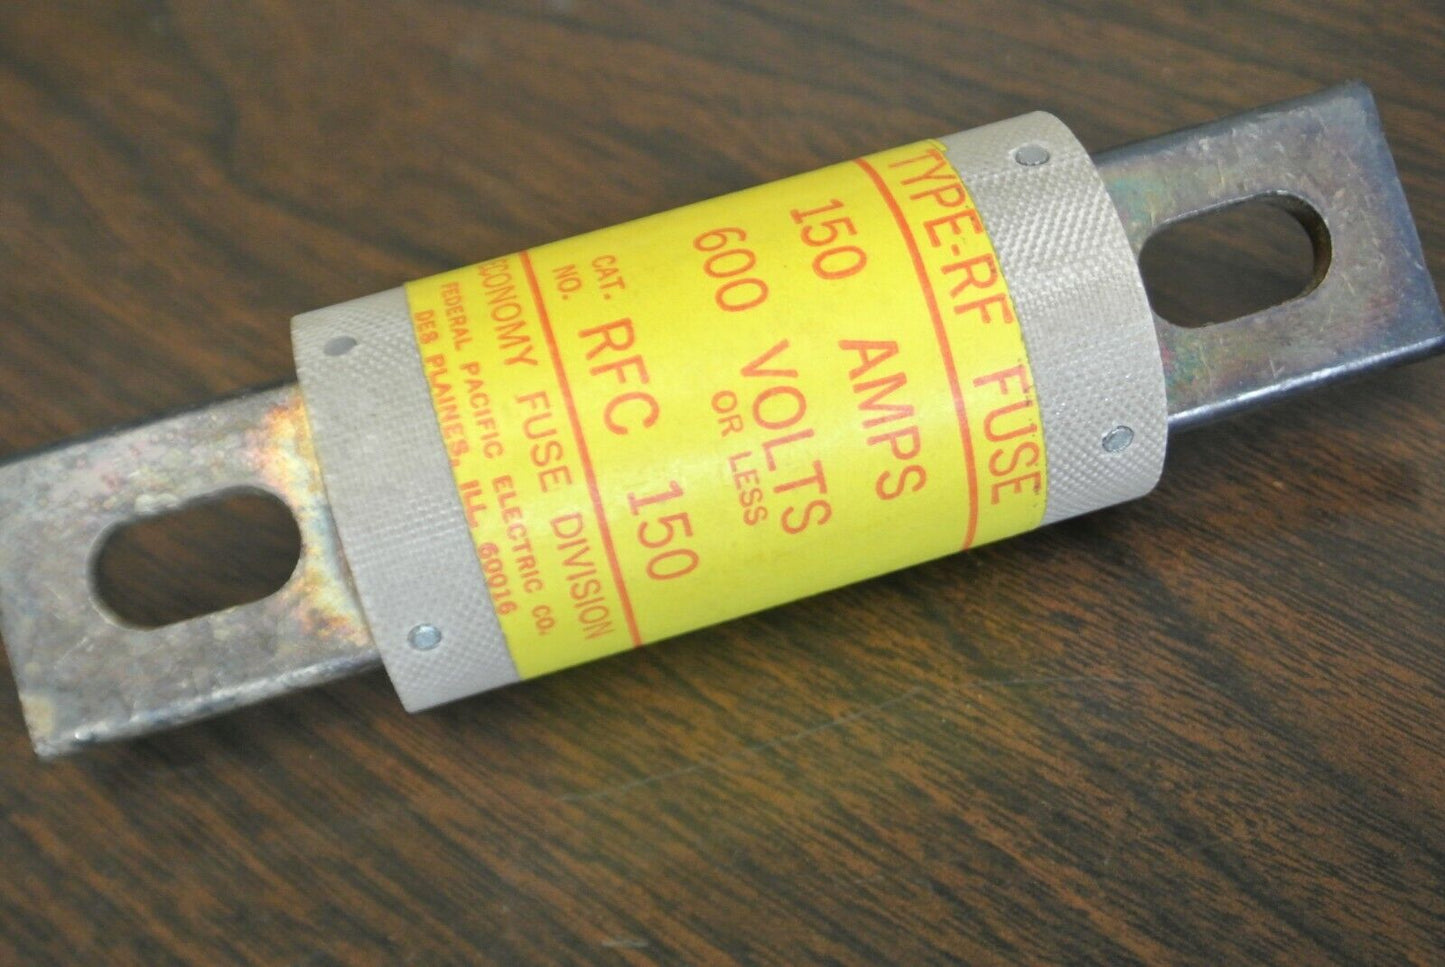 TYPE-RF FUSE
150 AMPS
600 VOLTS
OR LESS
CAT. NO. RFC 150
ECONOMY FUSE DIVISION
FEDERAL PACIFIC ELECTRIC CO.
DES PLAINES, ILL. 60016